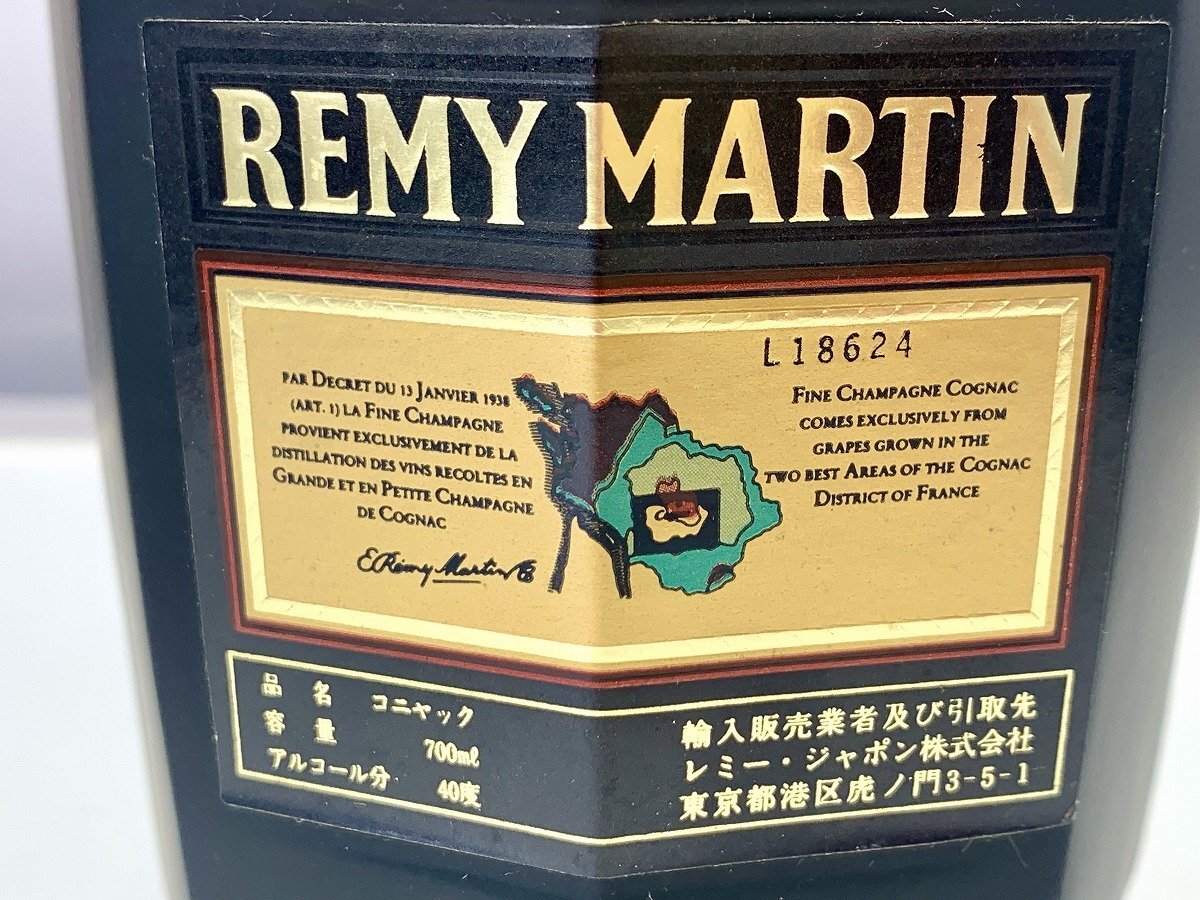 REMY MARTIN
PAR DECRET DU 13 JANVIER 1938
(ART. 1) LA FINE CHAMPAGNE
PROVIENT EXCLUSIVEMENT DE LA
DISTILLATION DES VINS RECOLTES EN
GRANDE ET EN PETITE CHAMPAGNE
DE COGNAC
E. Rémy Martin
L18624
FINE CHAMPAGNE COGNAC
COMES EXCLUSIVELY FROM
GRAPES GROWN IN THE
TWO BEST AREAS OF THE COGNAC
DISTRICT OF FRANCE
品名 コニヤック
容量 700mℓ
アルコール分 40度
輸入販売業者及び引取先
レミー・ジャポン株式会社
東京都港区虎ノ門3-5-1